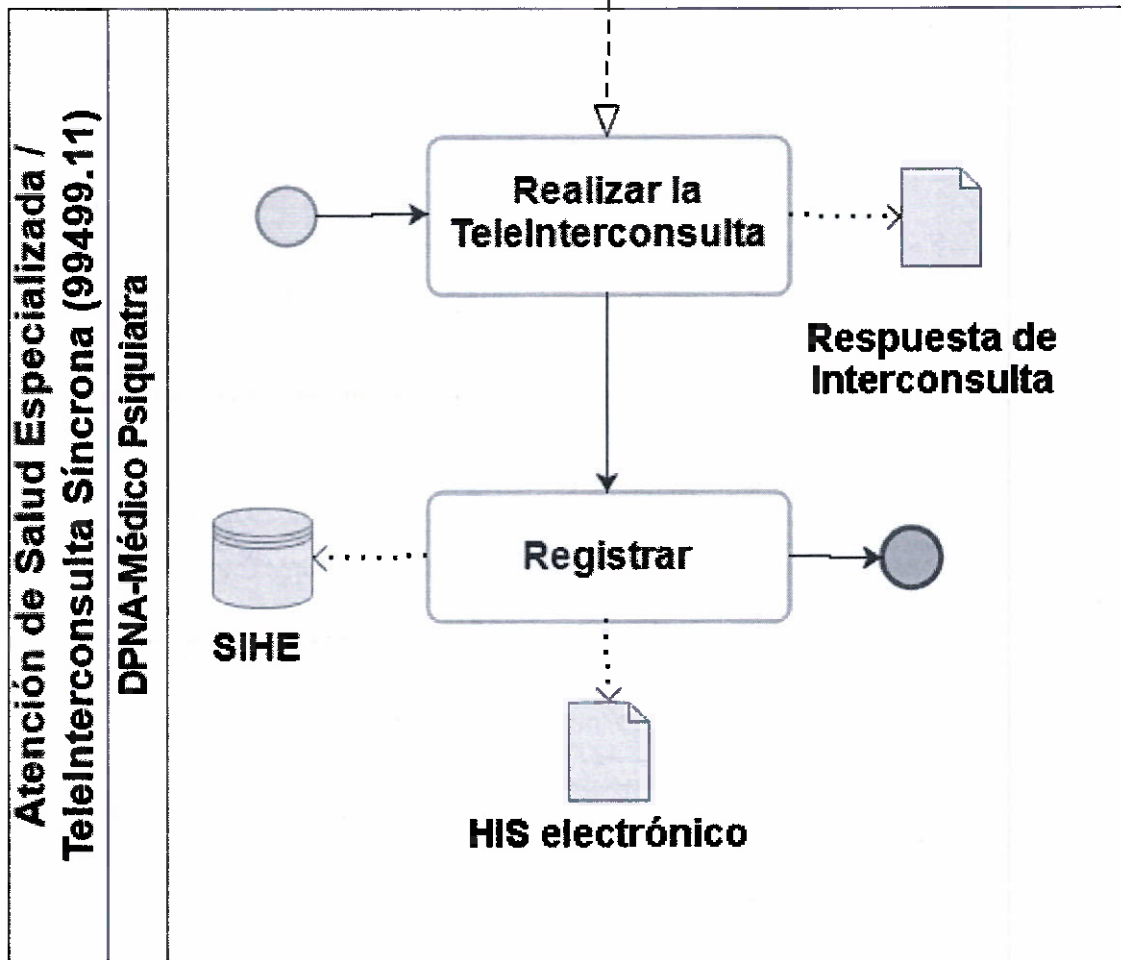 Atención de Salud Especializada /
TeleInterconsulta Síncrona (99499.11)
DPNA-Médico Psiquiatra
Realizar la
TeleInterconsulta
Respuesta de
Interconsulta
Registrar
SIHE
HIS electrónico